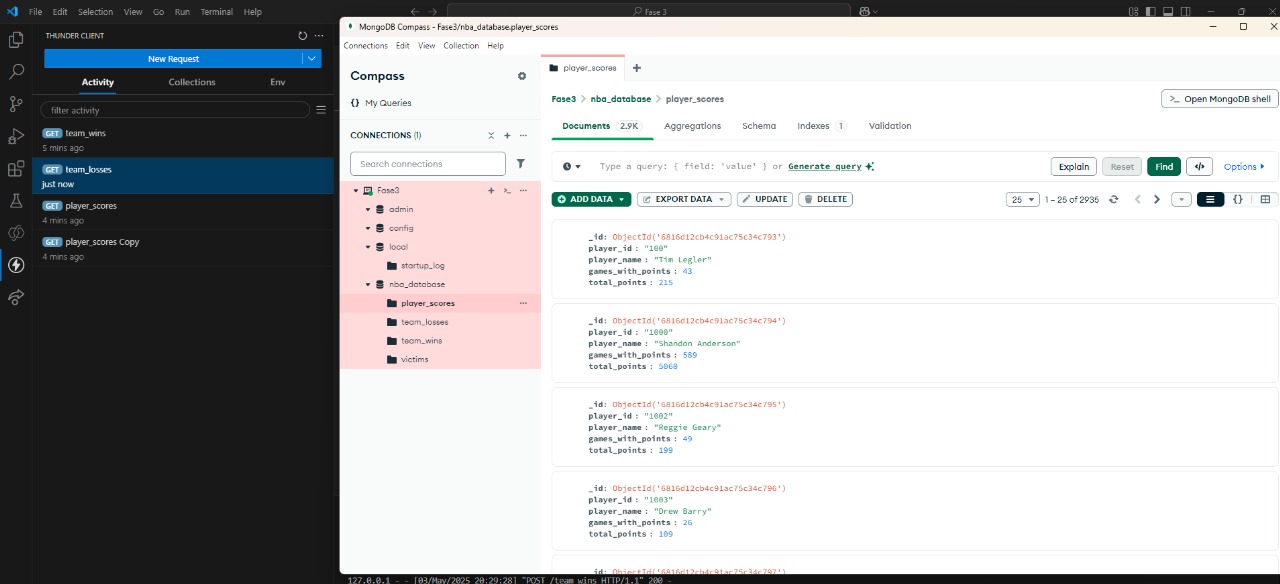 File Edit Selection View Go Run Terminal Help
Fase 3
THUNDER CLIENT
New Request
Activity Collections Env
filter activity
GET team_wins
5 mins ago
GET team_losses
just now
GET player_scores
4 mins ago
GET player_scores Copy
4 mins ago
MongoDB Compass - Fase3/nba_database.player_scores
Connections Edit View Collection Help
Compass
{} My Queries
CONNECTIONS (1)
Search connections
Fase3
admin
config
local
startup_log
nba_database
player_scores
team_losses
team_wins
victims
player_scores
Fase3 > nba_database > player_scores
>_ Open MongoDB shell
Documents 2.9K Aggregations Schema Indexes 1 Validation
Type a query: { field: 'value' } or Generate query
Explain Reset Find </> Options
ADD DATA EXPORT DATA UPDATE DELETE
25 1 – 25 of 2935 {}
_id: ObjectId('6816d12cb4c91ac75c34c793')
player_id : "100"
player_name : "Tim Legler"
games_with_points : 43
total_points : 215
_id: ObjectId('6816d12cb4c91ac75c34c794')
player_id : "1000"
player_name : "Shandon Anderson"
games_with_points : 589
total_points : 5060
_id: ObjectId('6816d12cb4c91ac75c34c795')
player_id : "1002"
player_name : "Reggie Geary"
games_with_points : 49
total_points : 199
_id: ObjectId('6816d12cb4c91ac75c34c796')
player_id : "1003"
player_name : "Drew Barry"
games_with_points : 26
total_points : 109
_id: ObjectId('6816d12cb4c91ac75c34c797')
127.0.0.1 - - [03/May/2025 20:29:28] "POST /team_wins HTTP/1.1" 200 -